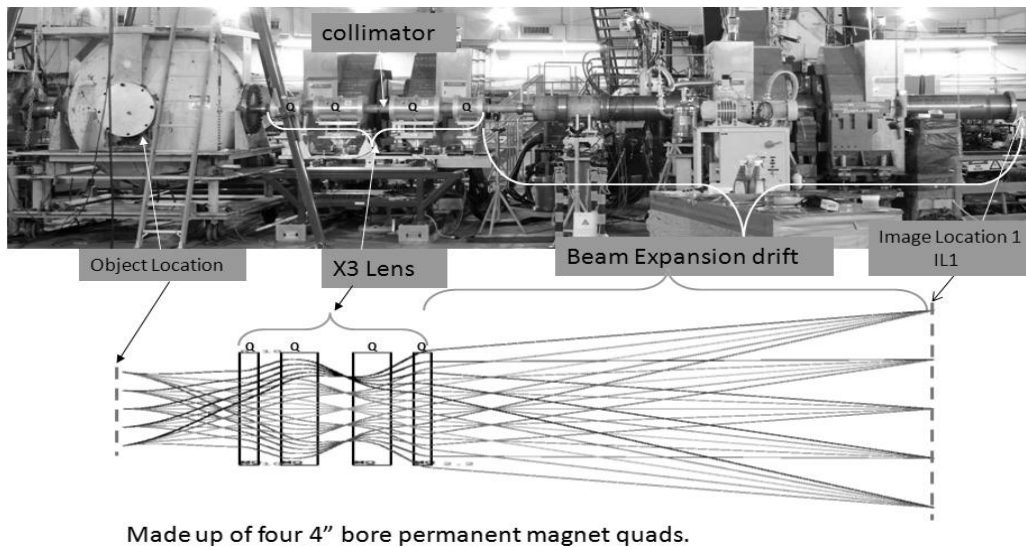 collimator
Q
Q
Q
Q
Object Location
X3 Lens
Beam Expansion drift
Image Location 1
IL1
Q
Q
Q
Q
Made up of four 4” bore permanent magnet quads.